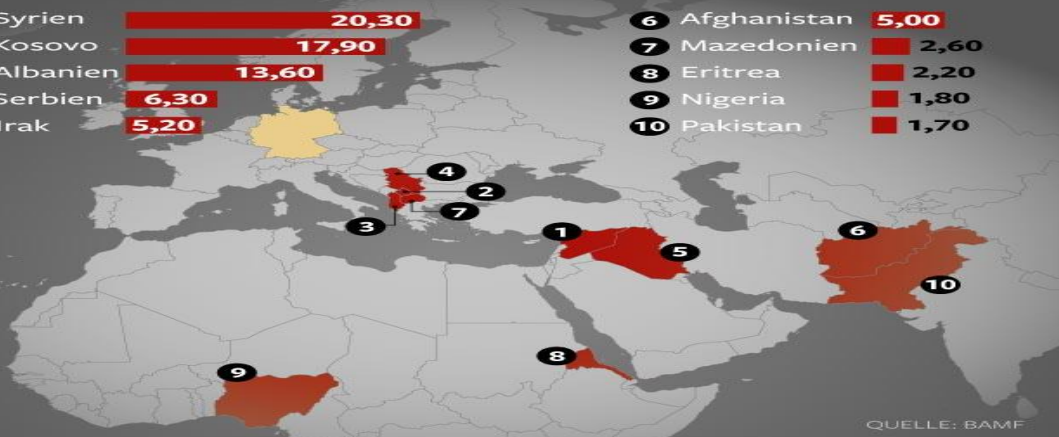 Syrien 20,30
Kosovo 17,90
Albanien 13,60
Serbien 6,30
Irak 5,20
6 Afghanistan 5,00
7 Mazedonien 2,60
8 Eritrea 2,20
9 Nigeria 1,80
10 Pakistan 1,70
4
2
7
3
1
5
6
10
8
9
QUELLE: BAMF